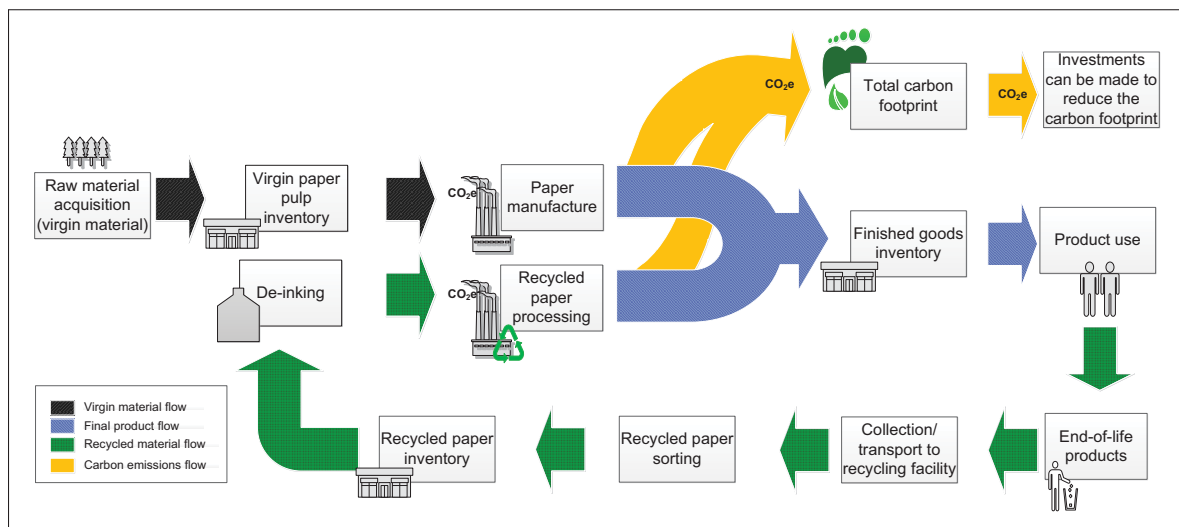 CO₂e
Total carbon
footprint
CO₂e
Investments
can be made to
reduce the
carbon footprint
Raw material
acquisition
(virgin material)
Virgin paper
pulp
inventory
CO₂e
Paper
manufacture
Finished goods
inventory
Product use
De-inking
CO₂e
Recycled
paper
processing
Virgin material flow
Final product flow
Recycled material flow
Carbon emissions flow
Recycled paper
inventory
Recycled paper
sorting
Collection/
transport to
recycling facility
End-of-life
products